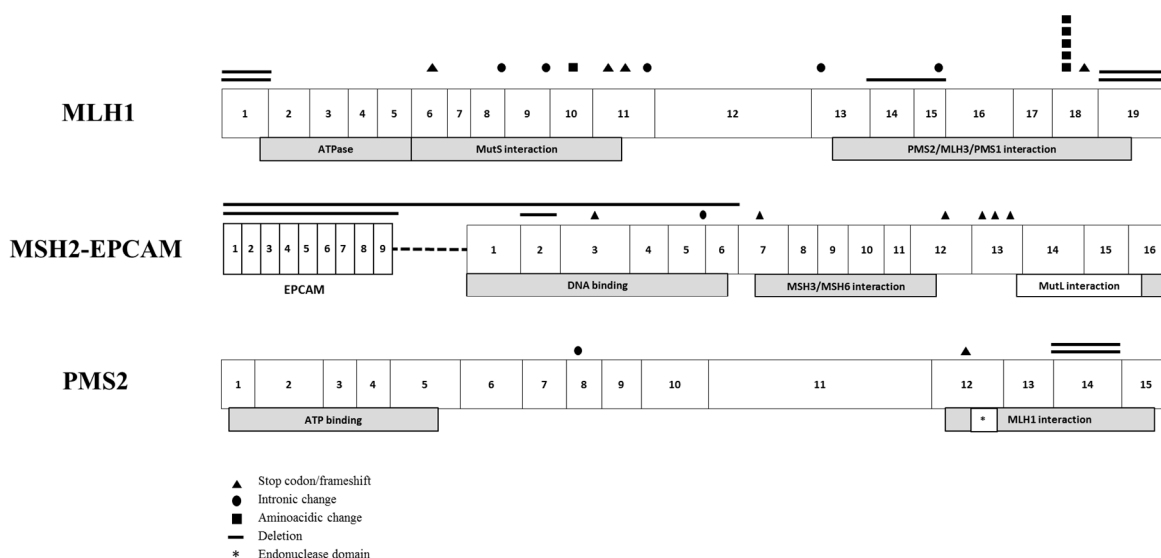 MLH1
1 2 3 4 5 6 7 8 9 10 11 12 13 14 15 16 17 18 19
ATPase MutS interaction PMS2/MLH3/PMS1 interaction
MSH2-EPCAM
1 2 3 4 5 6 7 8 9 1 2 3 4 5 6 7 8 9 10 11 12 13 14 15 16
EPCAM DNA binding MSH3/MSH6 interaction MutL interaction
PMS2
1 2 3 4 5 6 7 8 9 10 11 12 13 14 15
ATP binding * MLH1 interaction
Stop codon/frameshift
Intronic change
Aminoacidic change
Deletion
* Endonuclease domain